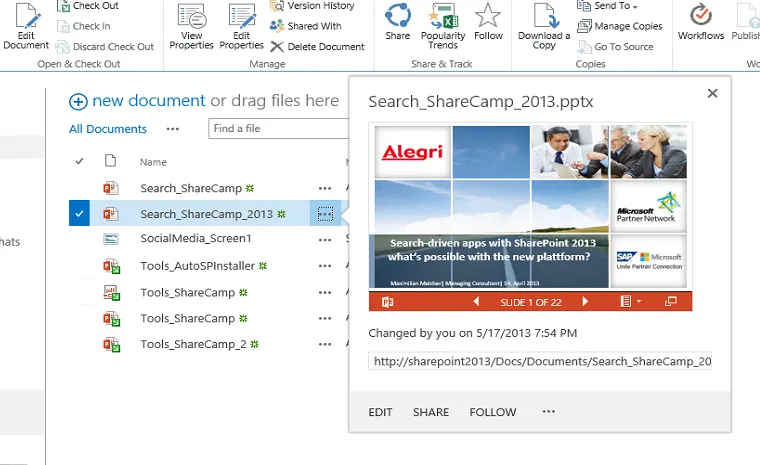 Edit
Document
Check Out
Check In
Discard Check Out
Open & Check Out
View
Properties
Edit
Properties
Version History
Shared With
Delete Document
Manage
Share
Popularity
Trends
Follow
Share & Track
Download a
Copy
Send To
Manage Copies
Go To Source
Copies
Workflows
Publish
Wo
hats
new document or drag files here
All Documents
Find a file
Name
Search_ShareCamp
Search_ShareCamp_2013
SocialMedia_Screen1
Tools_AutoSPInstaller
Tools_ShareCamp
Tools_ShareCamp
Tools_ShareCamp_2
Search_ShareCamp_2013.pptx
Alegri
Microsoft
Partner Network
Search-driven apps with SharePoint 2013
what's possible with the new plattform?
SAP Microsoft
Unite Partner Connection
Maximilian Melcher| Managing Consultant| 14. April 2013
SLIDE 1 OF 22
Changed by you on 5/17/2013 7:54 PM
http://sharepoint2013/Docs/Documents/Search_ShareCamp_20
EDIT SHARE FOLLOW